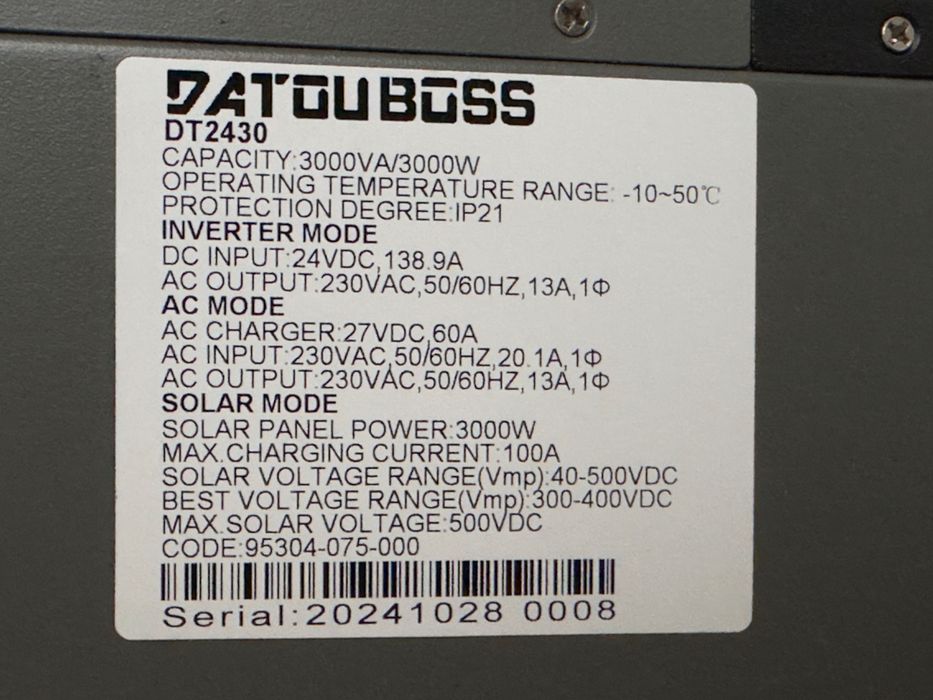 DATOUBOSS
DT2430
CAPACITY:3000VA/3000W
OPERATING TEMPERATURE RANGE: -10~50℃
PROTECTION DEGREE:IP21
INVERTER MODE
DC INPUT:24VDC,138.9A
AC OUTPUT:230VAC,50/60HZ,13A,1Φ
AC MODE
AC CHARGER:27VDC,60A
AC INPUT:230VAC,50/60HZ,20.1A,1Φ
AC OUTPUT:230VAC,50/60HZ,13A,1Φ
SOLAR MODE
SOLAR PANEL POWER:3000W
MAX.CHARGING CURRENT:100A
SOLAR VOLTAGE RANGE(Vmp):40-500VDC
BEST VOLTAGE RANGE(Vmp):300-400VDC
MAX.SOLAR VOLTAGE:500VDC
CODE:95304-075-000
Serial:20241028 0008